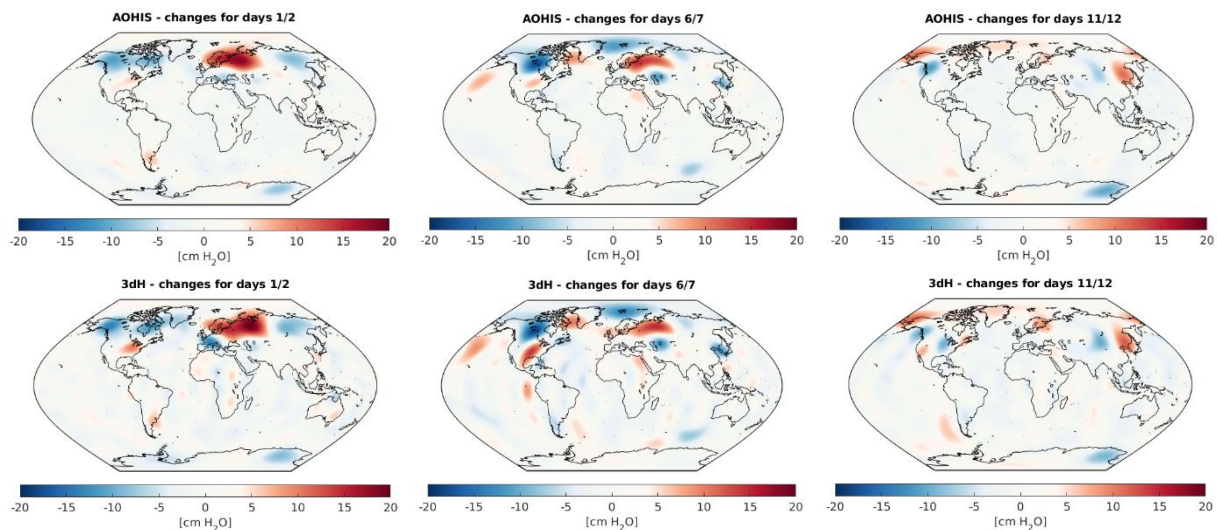 AOHIS - changes for days 1/2
AOHIS - changes for days 6/7
AOHIS - changes for days 11/12
-20 -15 -10 -5 0 5 10 15 20
[cm H₂O]
-20 -15 -10 -5 0 5 10 15 20
[cm H₂O]
-20 -15 -10 -5 0 5 10 15 20
[cm H₂O]
3dH - changes for days 1/2
3dH - changes for days 6/7
3dH - changes for days 11/12
-20 -15 -10 -5 0 5 10 15 20
[cm H₂O]
-20 -15 -10 -5 0 5 10 15 20
[cm H₂O]
-20 -15 -10 -5 0 5 10 15 20
[cm H₂O]